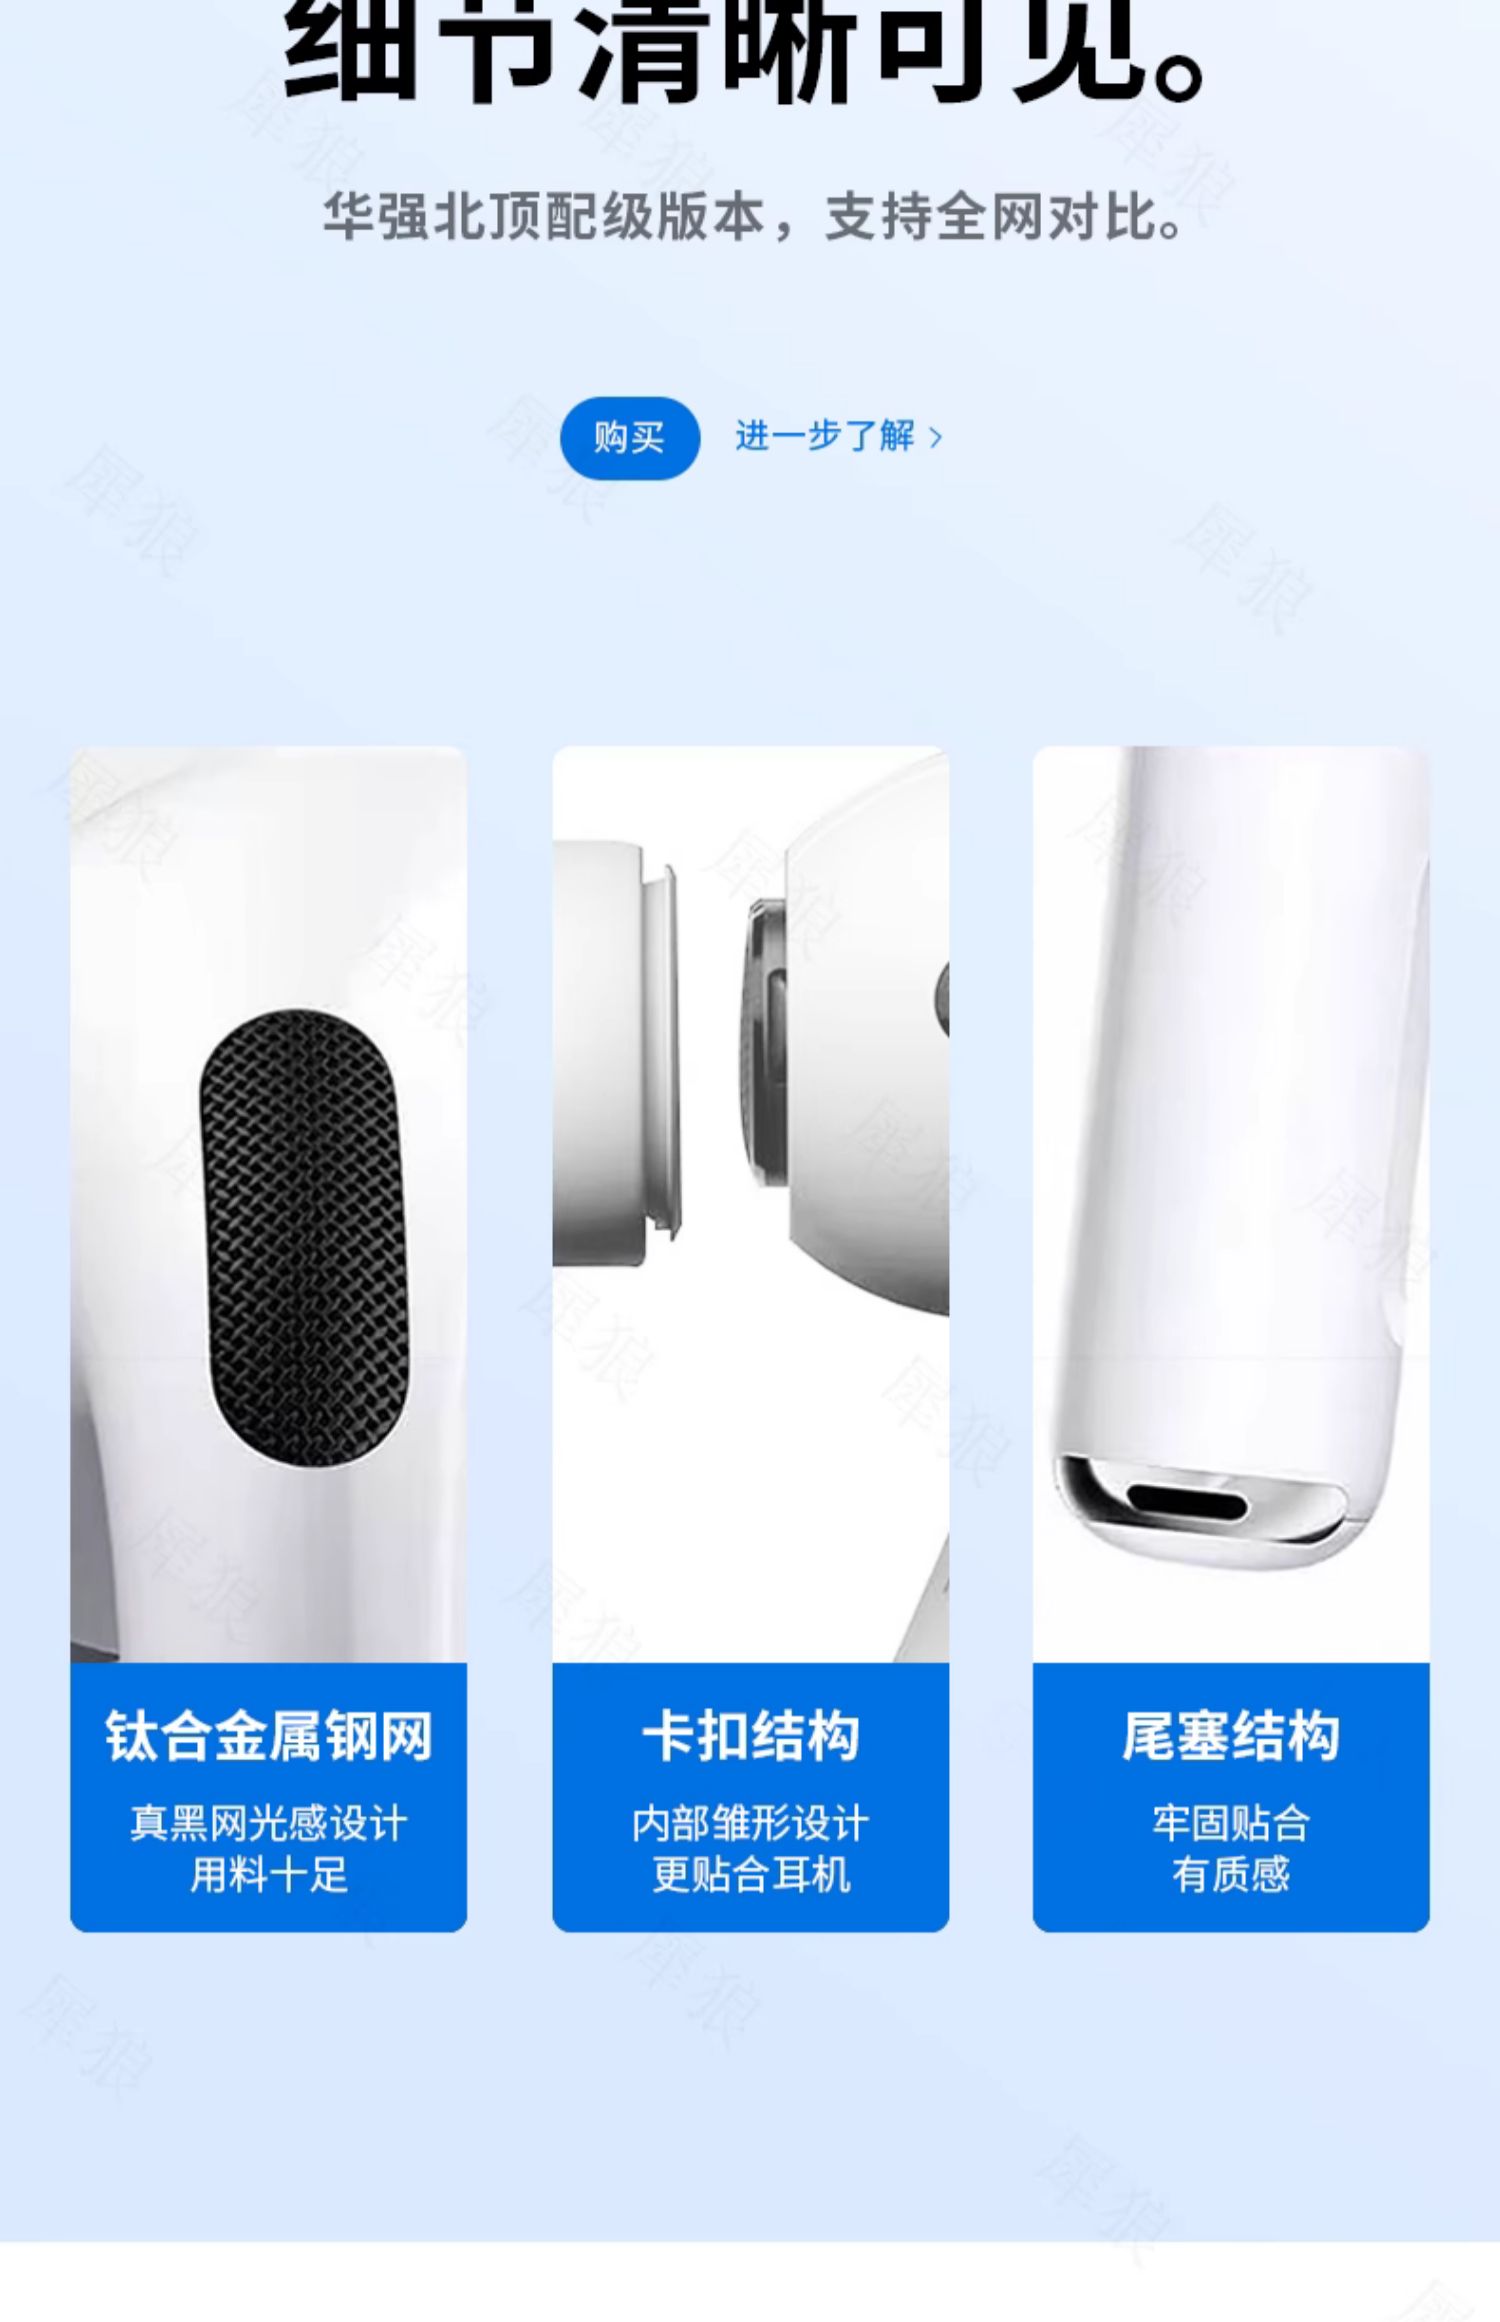 细节清晰可见。
华强北顶配级版本，支持全网对比。
购买
进一步了解 >
钛合金属钢网
真黑网光感设计
用料十足
卡扣结构
内部雏形设计
更贴合耳机
尾塞结构
牢固贴合
有质感
犀狼